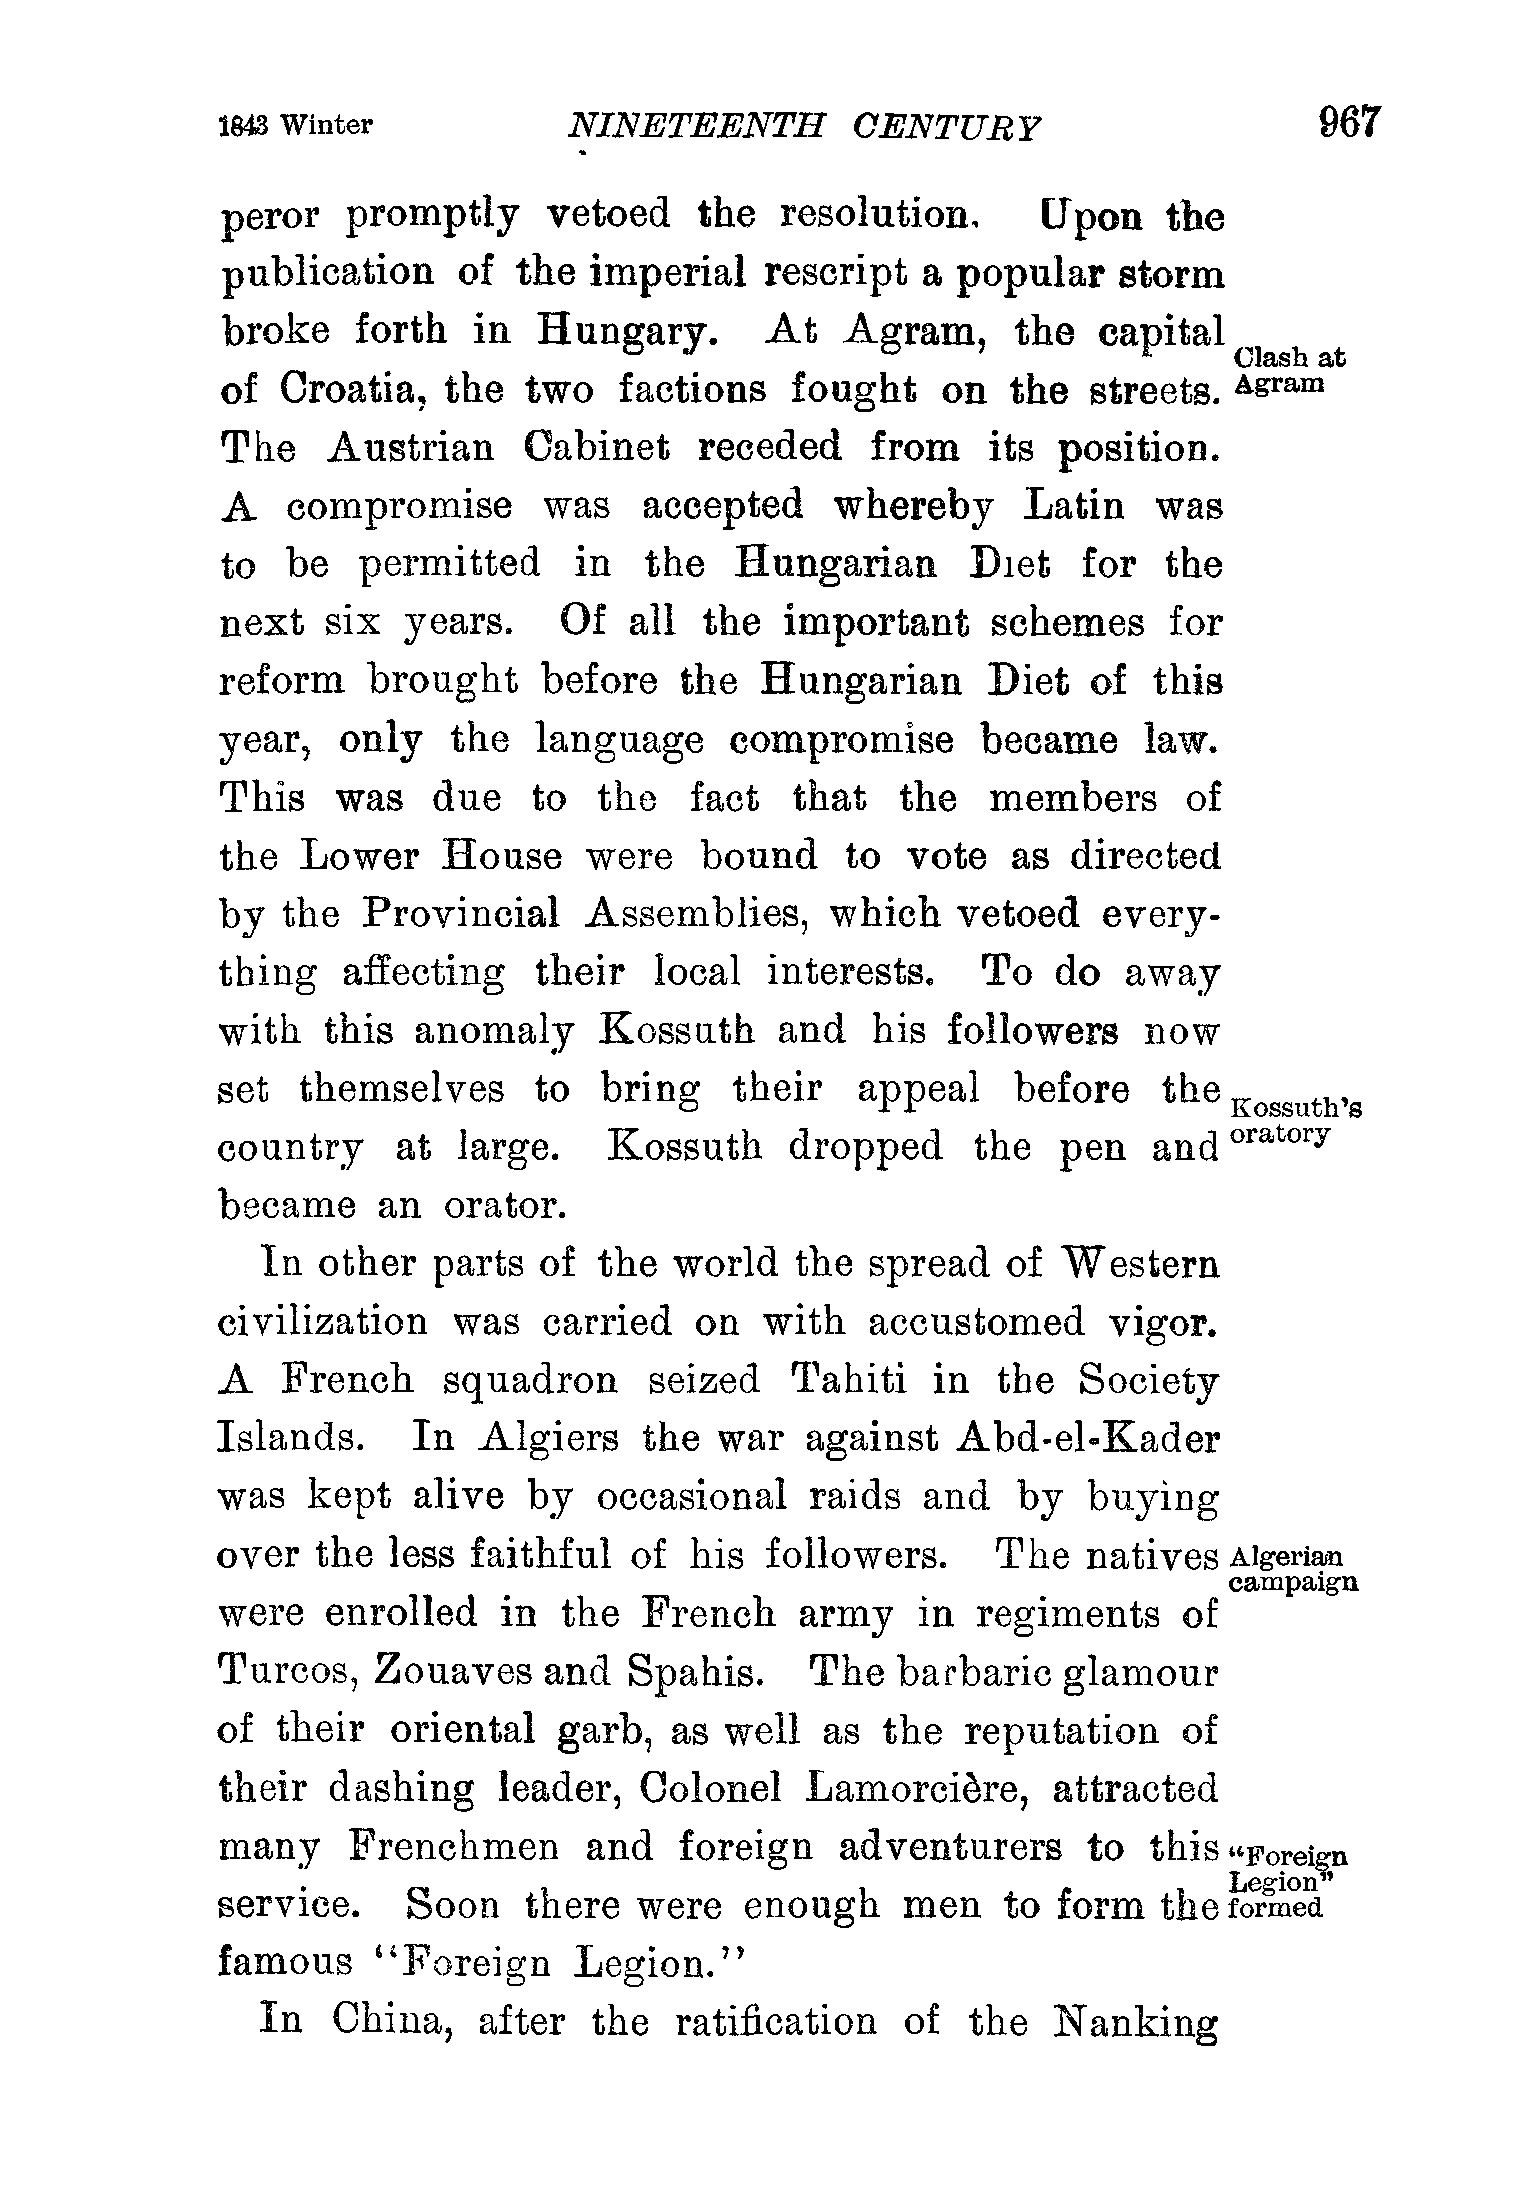 1843 Winter NINETEENTH CENTURY 967
peror promptly vetoed the resolution. Upon the
publication of the imperial rescript a popular storm
broke forth in Hungary. At Agram, the capital
Clash at
of Croatia, the two factions fought on the streets.
Agram
The Austrian Cabinet receded from its position.
A compromise was accepted whereby Latin was
to be permitted in the Hungarian Diet for the
next six years. Of all the important schemes for
reform brought before the Hungarian Diet of this
year, only the language compromise became law.
This was due to the fact that the members of
the Lower House were bound to vote as directed
by the Provincial Assemblies, which vetoed every-
thing affecting their local interests. To do away
with this anomaly Kossuth and his followers now
set themselves to bring their appeal before the
Kossuth's
country at large. Kossuth dropped the pen and
oratory
became an orator.
In other parts of the world the spread of Western
civilization was carried on with accustomed vigor.
A French squadron seized Tahiti in the Society
Islands. In Algiers the war against Abd-el-Kader
was kept alive by occasional raids and by buying
over the less faithful of his followers. The natives
Algerian
campaign
were enrolled in the French army in regiments of
Turcos, Zouaves and Spahis. The barbaric glamour
of their oriental garb, as well as the reputation of
their dashing leader, Colonel Lamorcière, attracted
many Frenchmen and foreign adventurers to this
"Foreign
Legion"
service. Soon there were enough men to form the
formed
famous "Foreign Legion."
In China, after the ratification of the Nanking